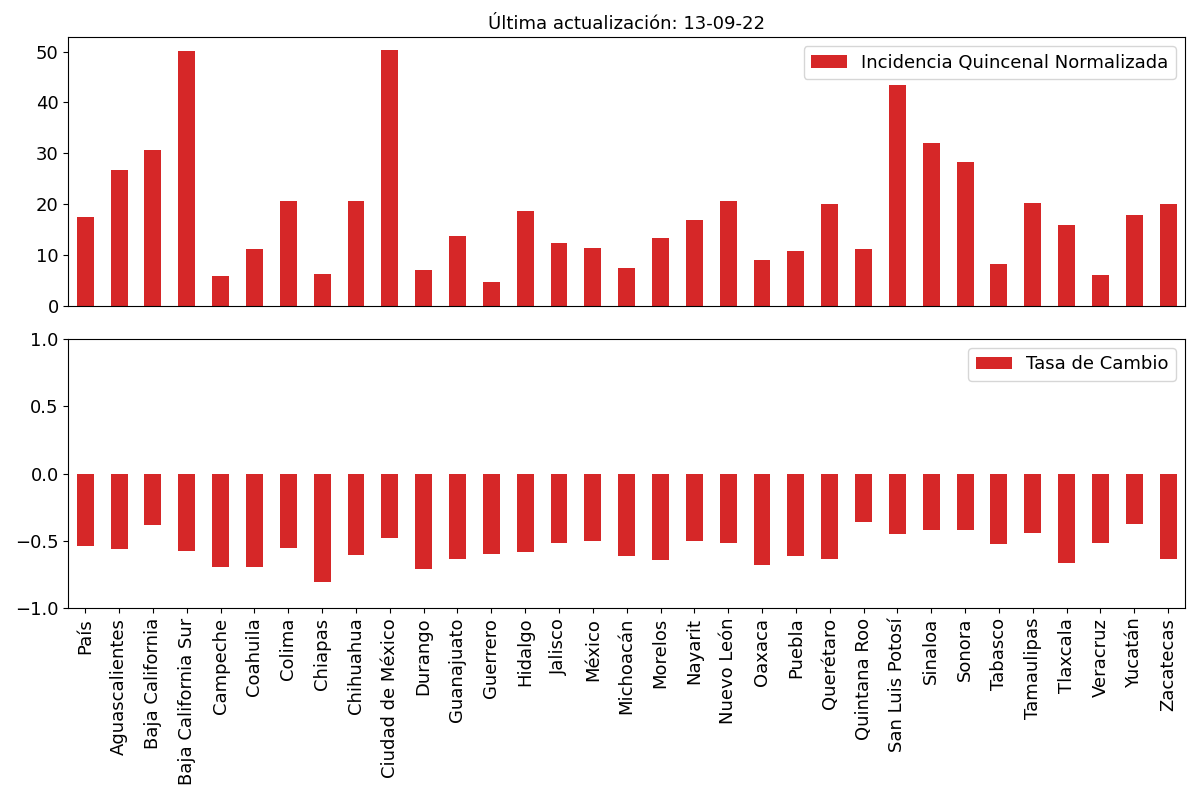 Última actualización: 13-09-22
50
40
30
20
10
0
Incidencia Quincenal Normalizada
1.0
0.5
0.0
−0.5
−1.0
Tasa de Cambio
País
Aguascalientes
Baja California
Baja California Sur
Campeche
Coahuila
Colima
Chiapas
Chihuahua
Ciudad de México
Durango
Guanajuato
Guerrero
Hidalgo
Jalisco
México
Michoacán
Morelos
Nayarit
Nuevo León
Oaxaca
Puebla
Querétaro
Quintana Roo
San Luis Potosí
Sinaloa
Sonora
Tabasco
Tamaulipas
Tlaxcala
Veracruz
Yucatán
Zacatecas